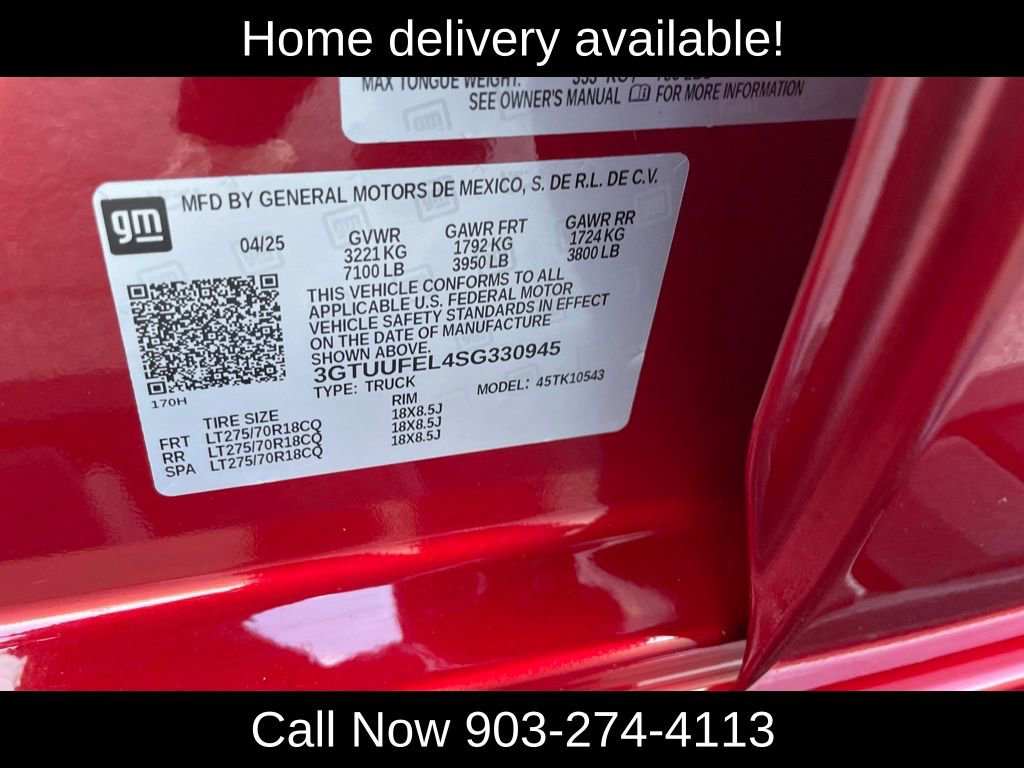 Home delivery available!
MAX TONGUE WEIGHT:
SEE OWNER'S MANUAL FOR MORE INFORMATION
gm
MFD BY GENERAL MOTORS DE MEXICO, S. DE R.L. DE C.V.
04/25 GVWR GAWR FRT GAWR RR
3221 KG 1792 KG 1724 KG
7100 LB 3950 LB 3800 LB
THIS VEHICLE CONFORMS TO ALL
APPLICABLE U.S. FEDERAL MOTOR
VEHICLE SAFETY STANDARDS IN EFFECT
ON THE DATE OF MANUFACTURE
SHOWN ABOVE.
3GTUUFEL4SG330945
TYPE: TRUCK MODEL: 45TK10543
170H
TIRE SIZE RIM
FRT LT275/70R18CQ 18X8.5J
RR LT275/70R18CQ 18X8.5J
SPA LT275/70R18CQ 18X8.5J
Call Now 903-274-4113